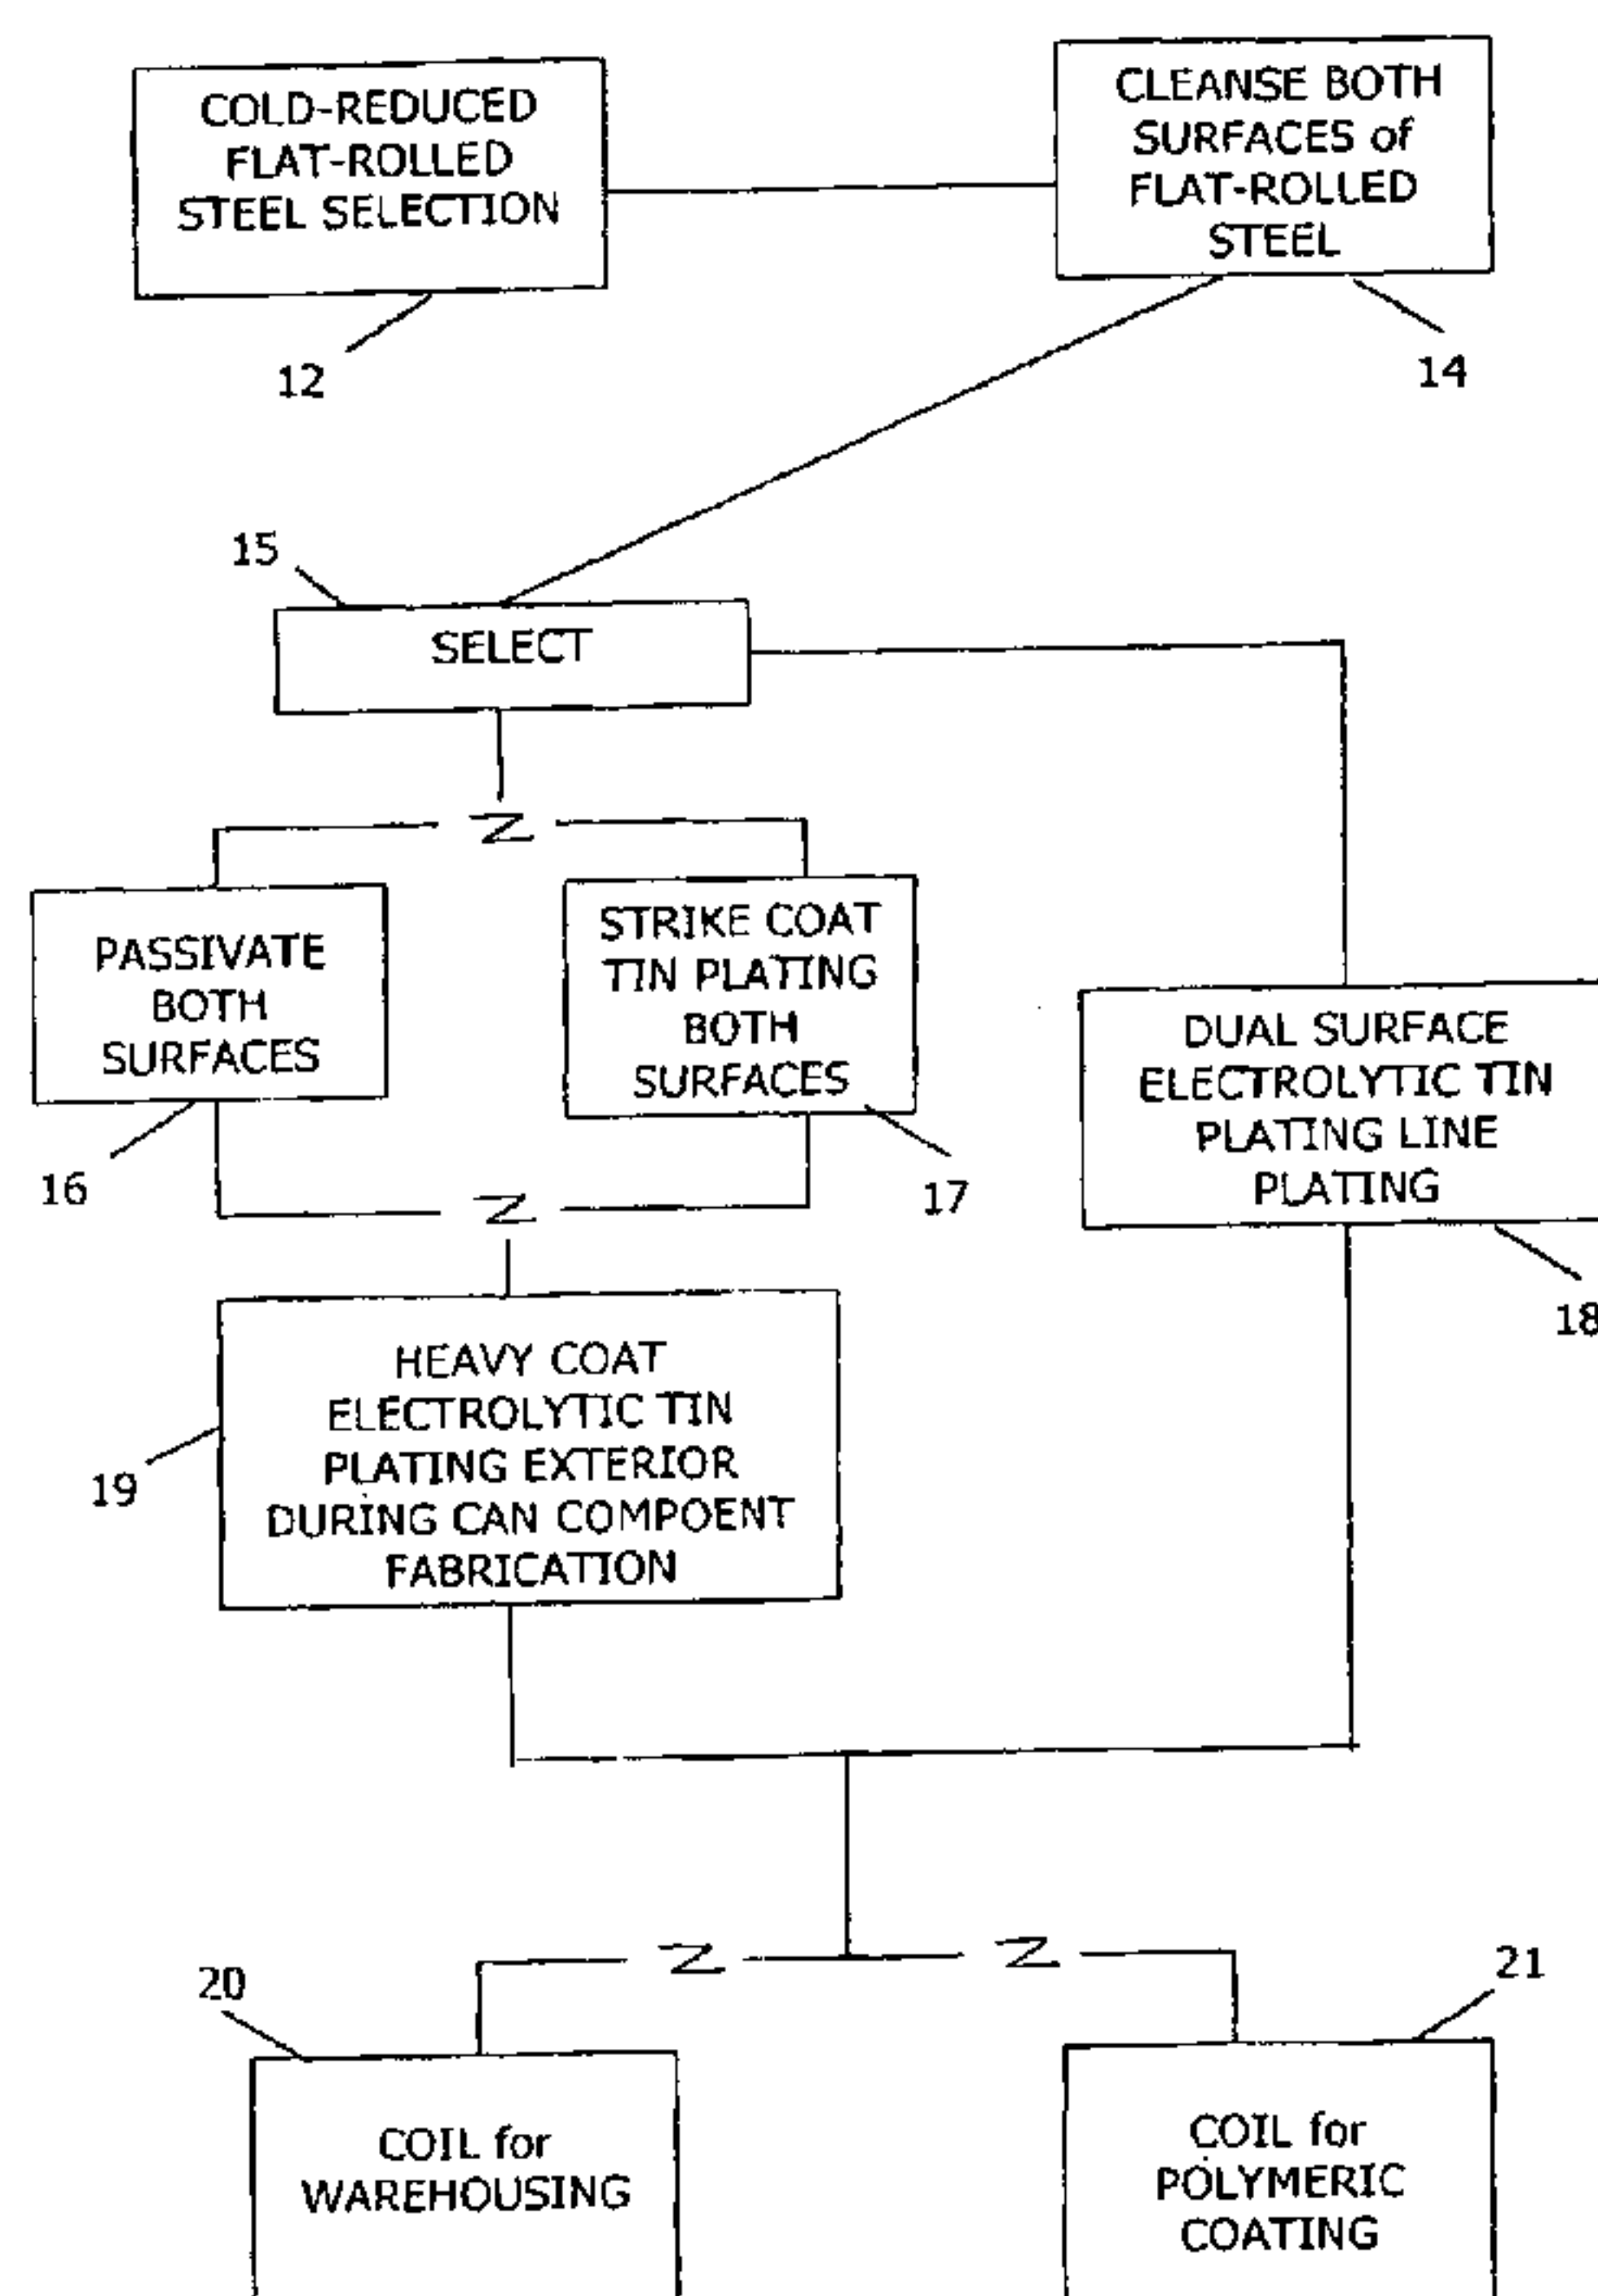 COLD-REDUCED
FLAT-ROLLED
STEEL SELECTION
12
CLEANSE BOTH
SURFACES of
FLAT-ROLLED
STEEL
14
15
SELECT
PASSIVATE
BOTH
SURFACES
16
STRIKE COAT
TIN PLATING
BOTH
SURFACES
17
DUAL SURFACE
ELECTROLYTIC TIN
PLATING LINE
PLATING
18
HEAVY COAT
ELECTROLYTIC TIN
PLATING EXTERIOR
DURING CAN COMPOENT
FABRICATION
19
20
COIL for
WAREHOUSING
21
COIL for
POLYMERIC
COATING